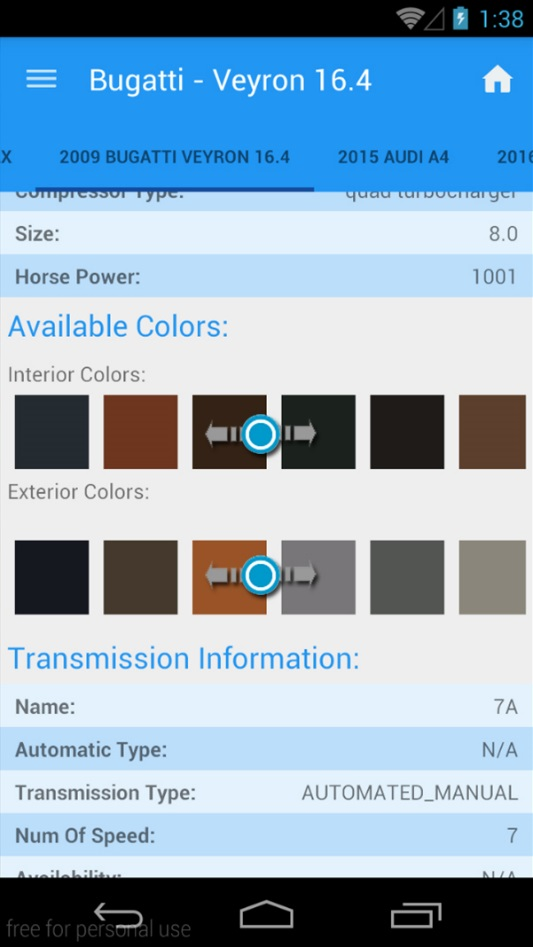 1:38
Bugatti - Veyron 16.4
X 2009 BUGATTI VEYRON 16.4 2015 AUDI A4 2016
Compressor Type: quad turbocharger
Size: 8.0
Horse Power: 1001
Available Colors:
Interior Colors:
Exterior Colors:
Transmission Information:
Name: 7A
Automatic Type: N/A
Transmission Type: AUTOMATED_MANUAL
Num Of Speed: 7
Availability: N/A
free for personal use